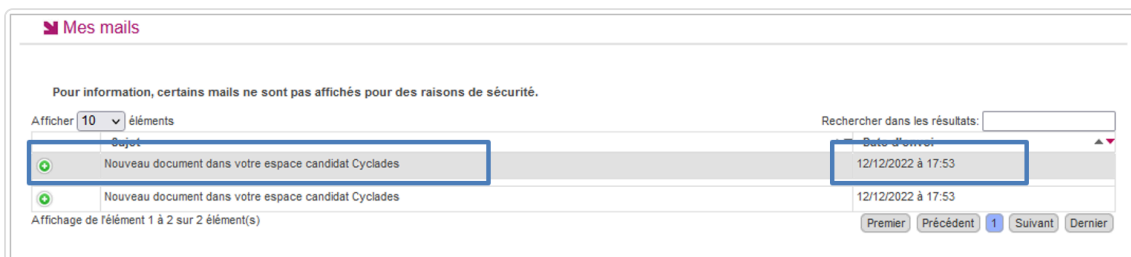 Mes mails
Pour information, certains mails ne sont pas affichés pour des raisons de sécurité.
Afficher 10 éléments
Rechercher dans les résultats:
Sujet Date d'envoi
Nouveau document dans votre espace candidat Cyclades 12/12/2022 à 17:53
Nouveau document dans votre espace candidat Cyclades 12/12/2022 à 17:53
Affichage de l'élément 1 à 2 sur 2 élément(s)
Premier Précédent 1 Suivant Dernier